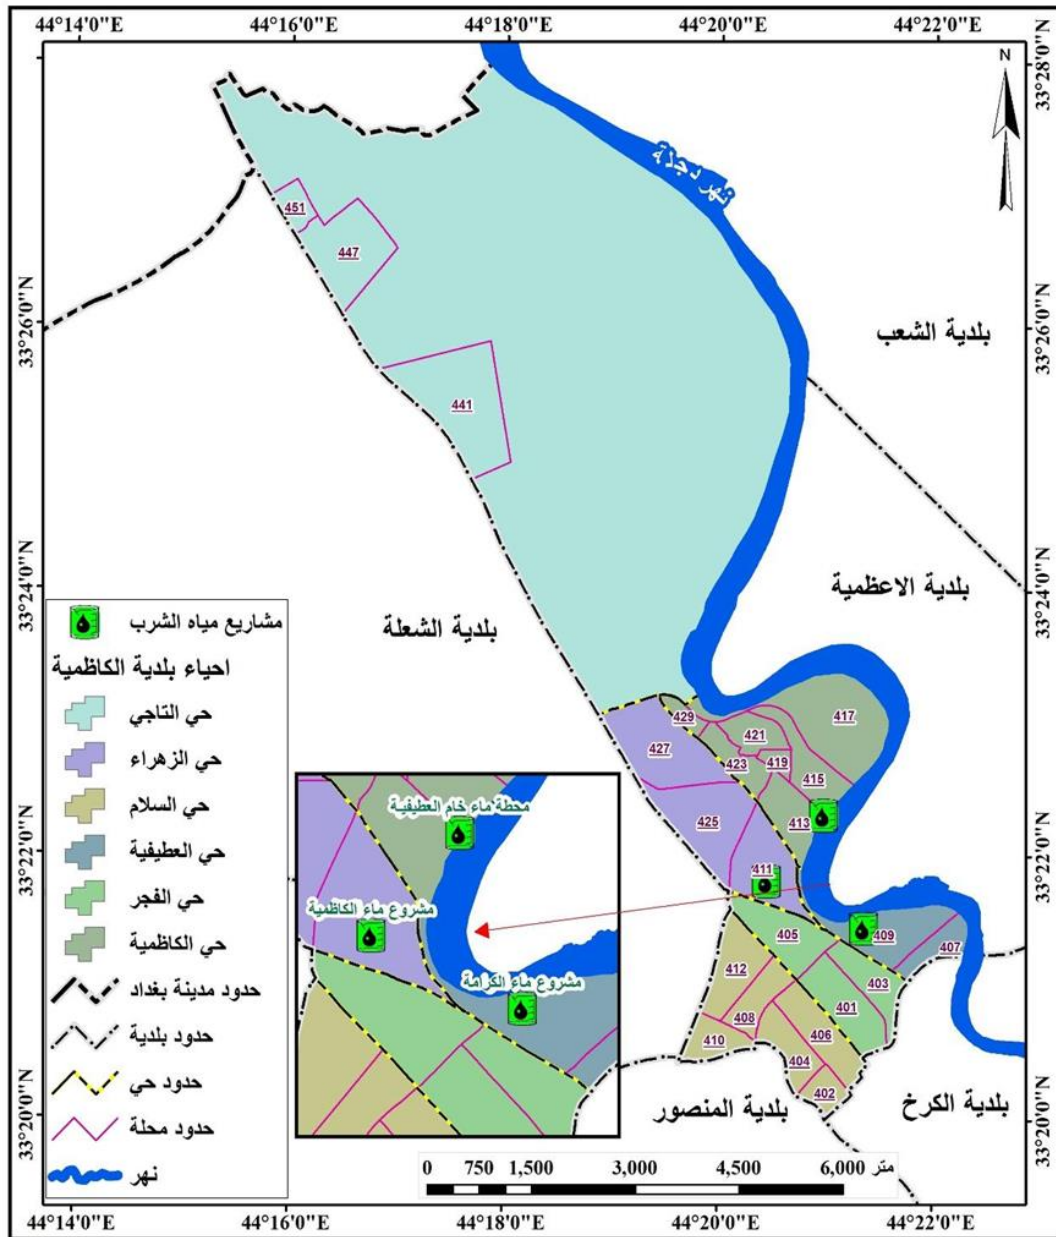 44°14'0"E
44°16'0"E
44°18'0"E
44°20'0"E
44°22'0"E
33°28'0"N
N
نهر دجلة
451
447
33°26'0"N
33°26'0"N
بلدية الشعب
441
33°24'0"N
33°24'0"N
بلدية الاعظمية
بلدية الشعلة
مشاريع مياه الشرب
احياء بلدية الكاظمية
حي التاجي
حي الزهراء
حي السلام
حي العطيفية
حي الفجر
حي الكاظمية
حدود مدينة بغداد
حدود بلدية
حدود حي
حدود محلة
نهر
429
417
421
427
423
419
415
425
413
33°22'0"N
33°22'0"N
411
409
405
407
412
403
401
408
406
410
404
402
محطة ماء خام العطيفية
مشروع ماء الكاظمية
مشروع ماء الكرامة
بلدية المنصور
بلدية الكرخ
33°20'0"N
33°20'0"N
0 750 1,500 3,000 4,500 6,000 متر
44°14'0"E
44°16'0"E
44°18'0"E
44°20'0"E
44°22'0"E